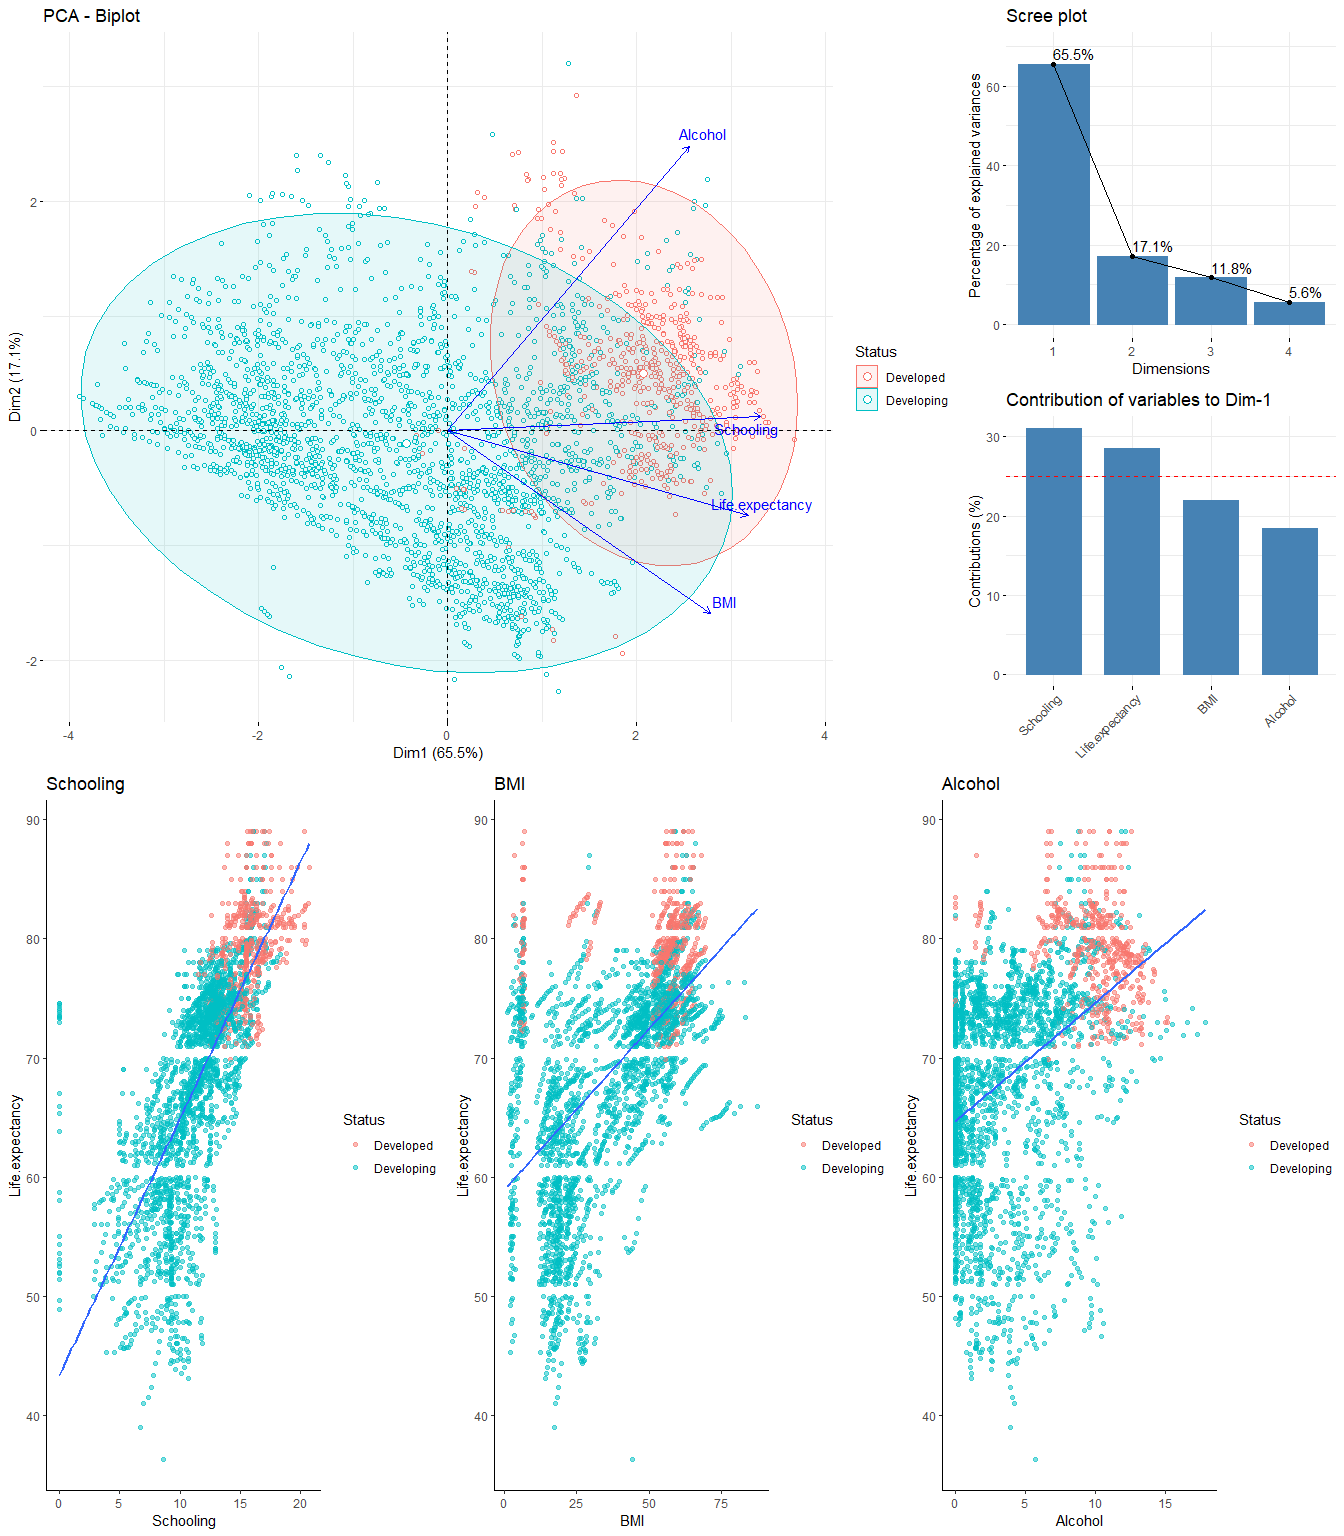 PCA - Biplot
Dim2 (17.1%)
2
0
-2
-4
-2
0
2
4
Dim1 (65.5%)
Alcohol
Schooling
Life.expectancy
BMI
Status
Developed
Developing
Scree plot
Percentage of explained variances
60
40
20
0
65.5%
17.1%
11.8%
5.6%
1
2
3
4
Dimensions
Contribution of variables to Dim-1
Contributions (%)
30
20
10
0
Schooling
Life.expectancy
BMI
Alcohol
Schooling
Life.expectancy
90
80
70
60
50
40
0
5
10
15
20
Schooling
Status
Developed
Developing
BMI
Life.expectancy
90
80
70
60
50
40
0
25
50
75
BMI
Status
Developed
Developing
Alcohol
Life.expectancy
90
80
70
60
50
40
0
5
10
15
Alcohol
Status
Developed
Developing